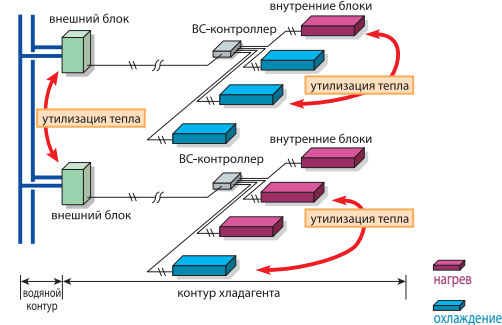 внутренние блоки
внешний блок
BC-контроллер
утилизация тепла
утилизация тепла
внутренние блоки
BC-контроллер
внешний блок
утилизация тепла
водяной
контур
контур хладагента
нагрев
охлаждение